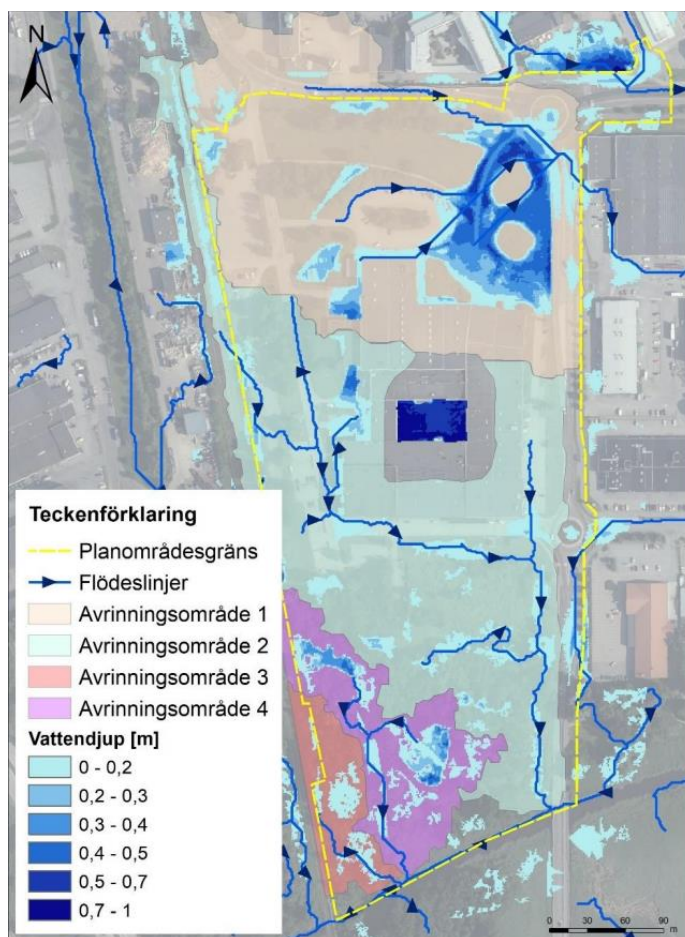 N
Teckenförklaring
Planområdesgräns
Flödeslinjer
Avrinningsområde 1
Avrinningsområde 2
Avrinningsområde 3
Avrinningsområde 4
Vattendjup [m]
0 - 0,2
0,2 - 0,3
0,3 - 0,4
0,4 - 0,5
0,5 - 0,7
0,7 - 1
0 15 30 60 90
m